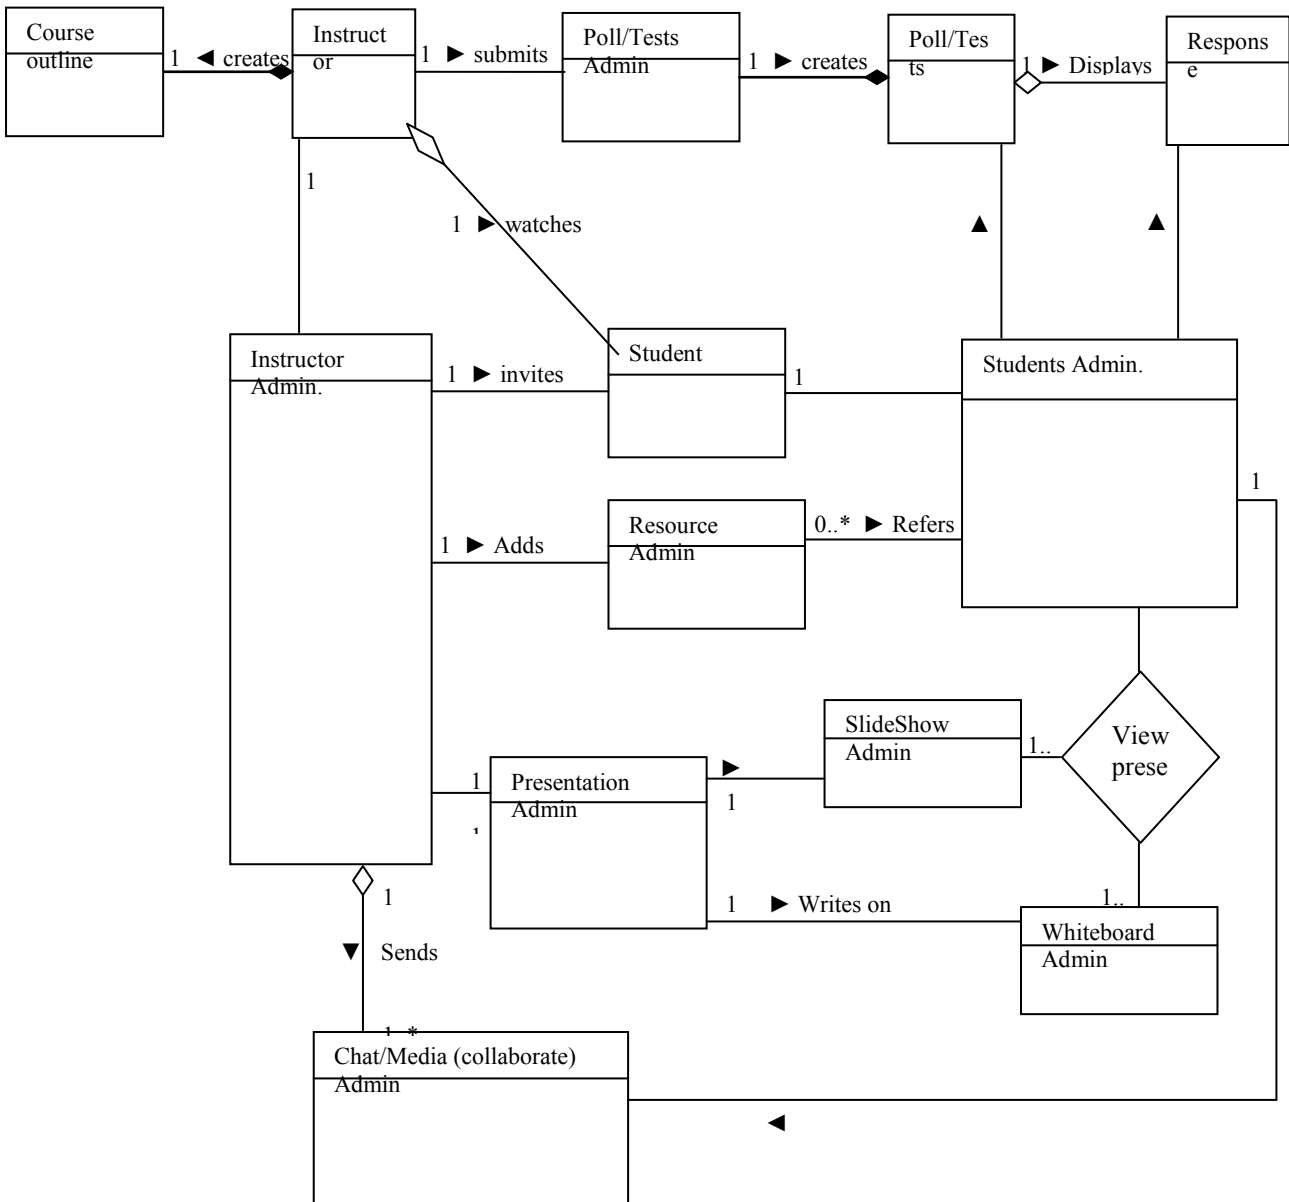 Course
outline
1 ◄ creates
Instruct
or
1 ► submits
Poll/Tests
Admin
1 ► creates
Poll/Tes
ts
1 ► Displays
Respons
e
1
1 ► watches
▲
▲
Instructor
Admin.
1 ► invites
Student
1
Students Admin.
1
1 ► Adds
Resource
Admin
0..* ► Refers
SlideShow
Admin
1..
View
prese
1
Presentation
Admin
►
1
1 ► Writes on
1..
Whiteboard
Admin
1
▼ Sends
Chat/Media (collaborate)
Admin
◄